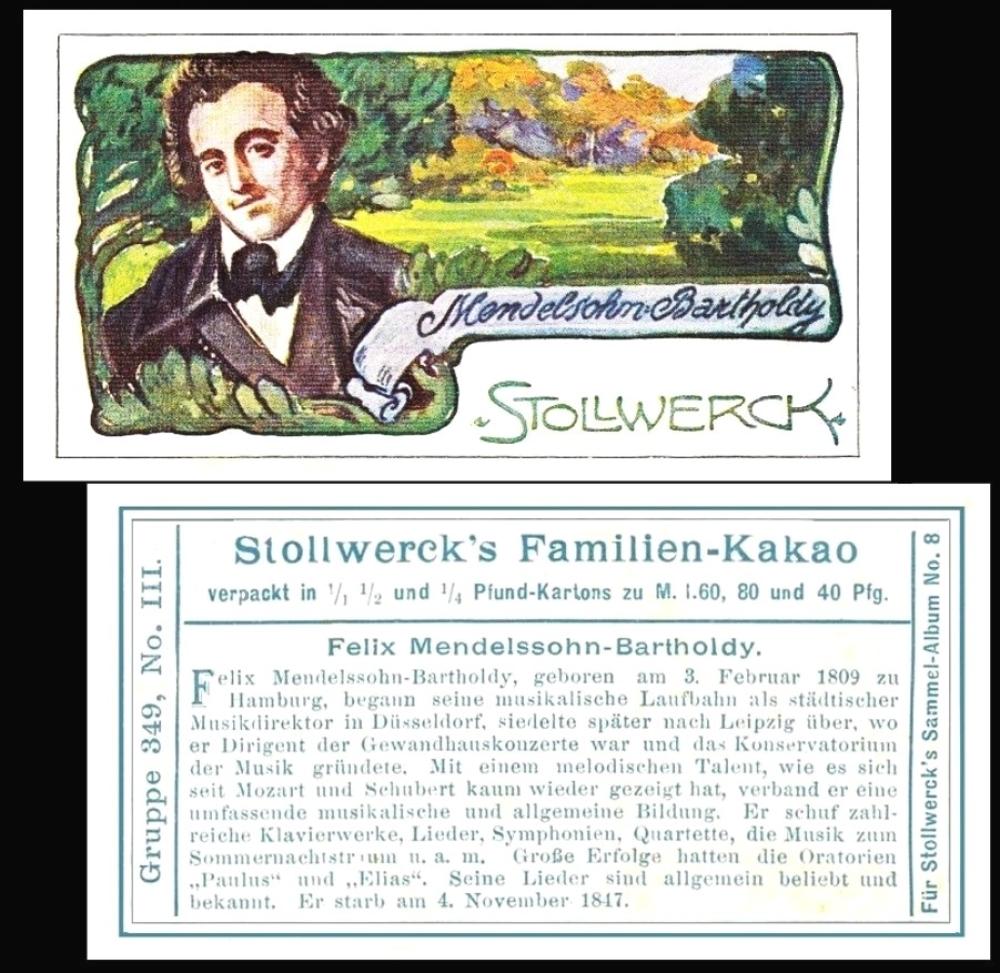 Mendelsohn-Bartholdy
STOLLWERCK
Stollwerck's Familien-Kakao
verpackt in 1/1 1/2 und 1/4 Pfund-Kartons zu M. 1.60, 80 und 40 Pfg.
Gruppe 349, No. III.
Felix Mendelssohn-Bartholdy.
Felix Mendelssohn-Bartholdy, geboren am 3. Februar 1809 zu
Hamburg, begann seine musikalische Laufbahn als städtischer
Musikdirektor in Düsseldorf, siedelte später nach Leipzig über, wo
er Dirigent der Gewandhauskonzerte war und das Konservatorium
der Musik gründete. Mit einem melodischen Talent, wie es sich
seit Mozart und Schubert kaum wieder gezeigt hat, verband er eine
umfassende musikalische und allgemeine Bildung. Er schuf zahl-
reiche Klavierwerke, Lieder, Symphonien, Quartette, die Musik zum
Sommernachtstraum u. a. m. Große Erfolge hatten die Oratorien
„Paulus“ und „Elias“. Seine Lieder sind allgemein beliebt und
bekannt. Er starb am 4. November 1847.
Für Stollwerck's Sammel-Album No. 8